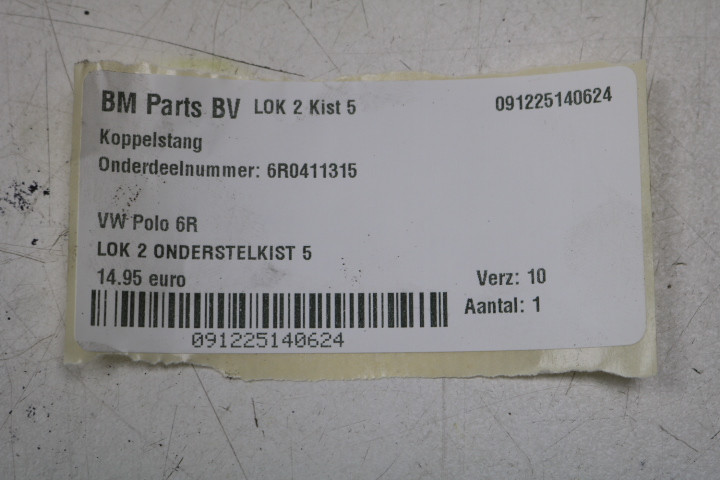 BM Parts BV LOK 2 Kist 5 091225140624
Koppelstang
Onderdeelnummer: 6R0411315
VW Polo 6R
LOK 2 ONDERSTELKIST 5
14.95 euro Verz: 10
Aantal: 1
091225140624